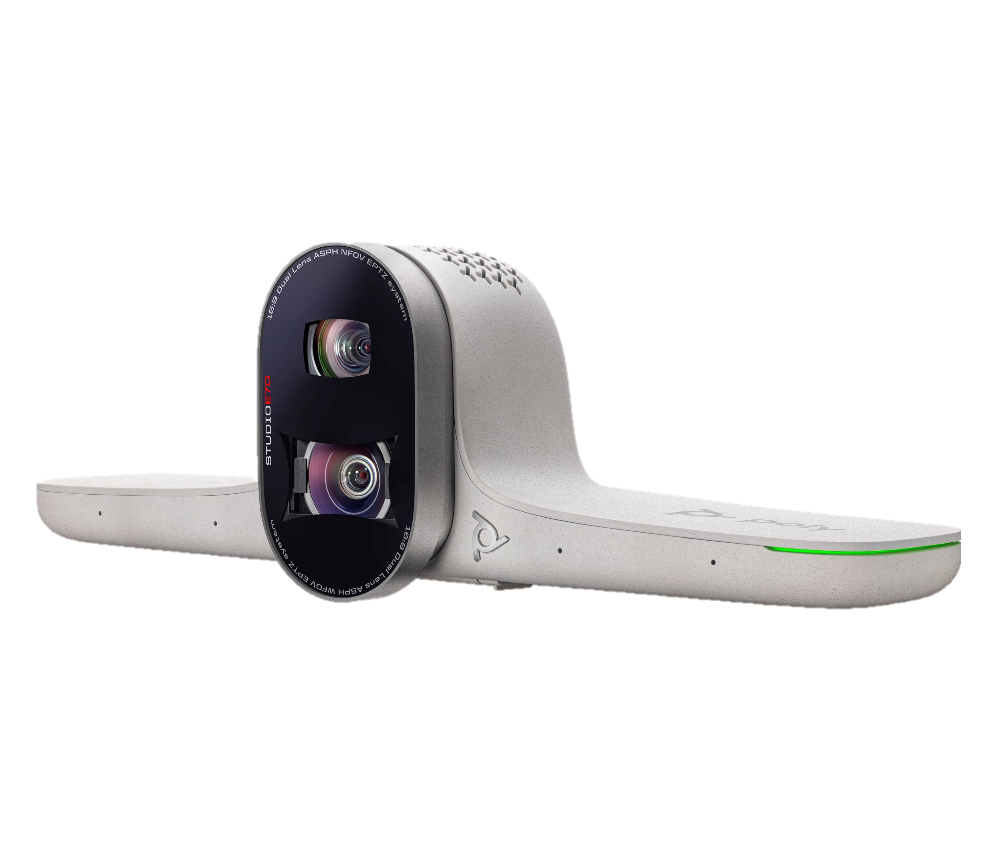 16:9 Dual Lens ASPH NFOV EPTZ system
STUDIOE70
16:9 Dual Lens ASPH WFOV EPTZ system
poly